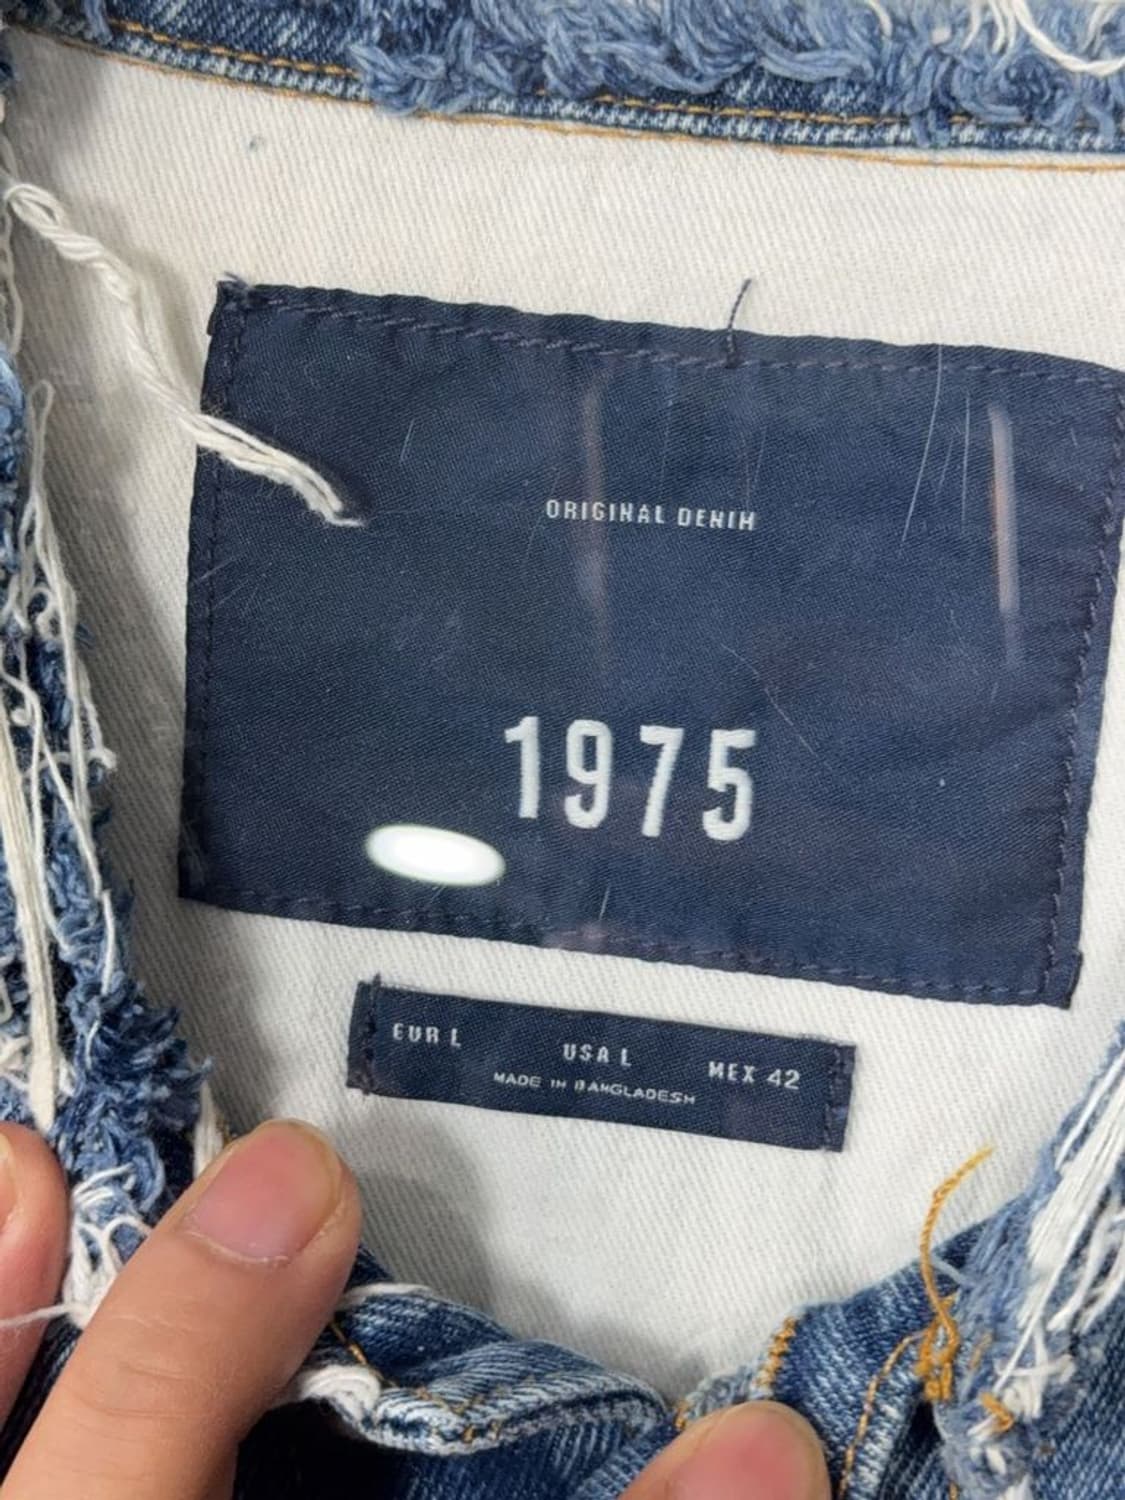 ORIGINAL DENIM
1975
EUR L USA L MEX 42
MADE IN BANGLADESH